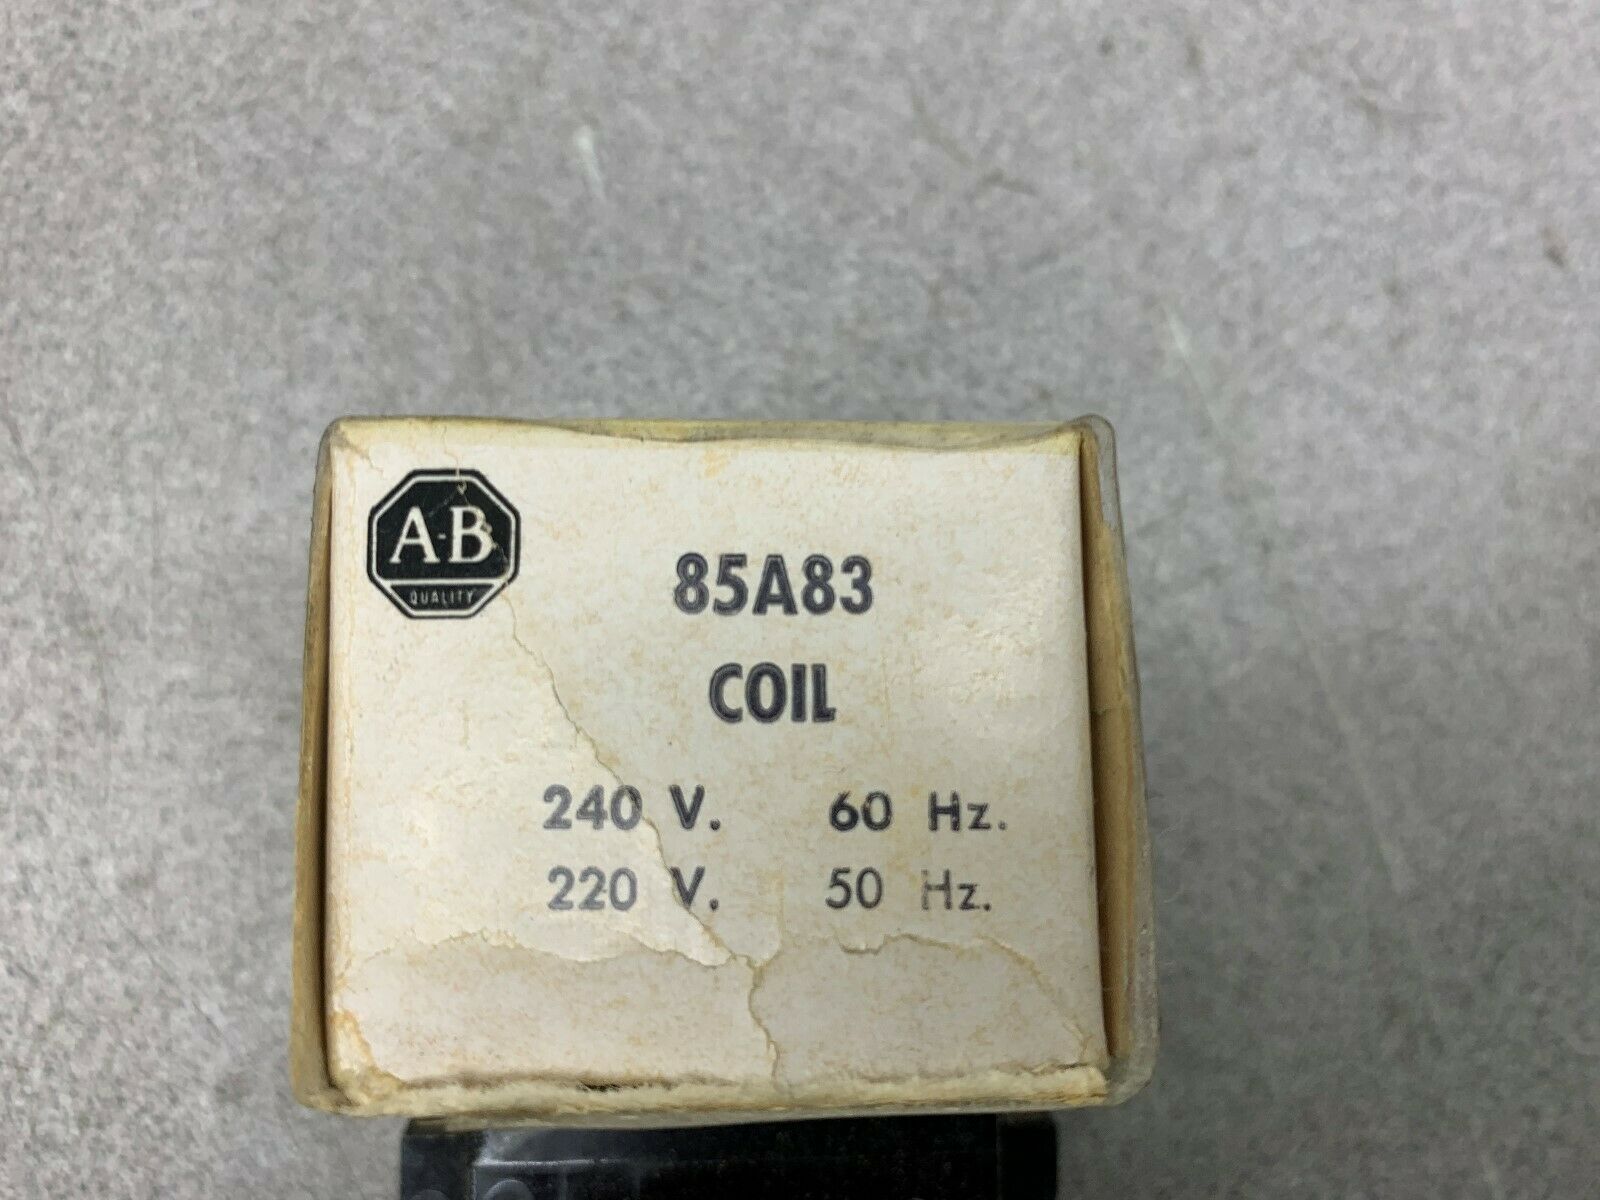 A-B
QUALITY
85A83
COIL
240 V. 60 Hz.
220 V. 50 Hz.